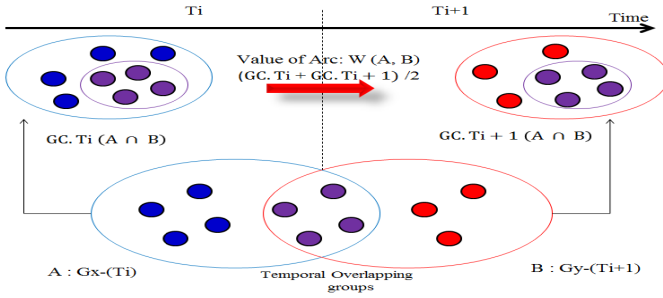 Ti
Ti+1
Time
Value of Arc: W (A, B)
(GC. Ti + GC. Ti + 1) /2
GC. Ti (A ∩ B)
GC. Ti + 1 (A ∩ B)
A : Gx-(Ti)
Temporal Overlapping
groups
B : Gy-(Ti+1)